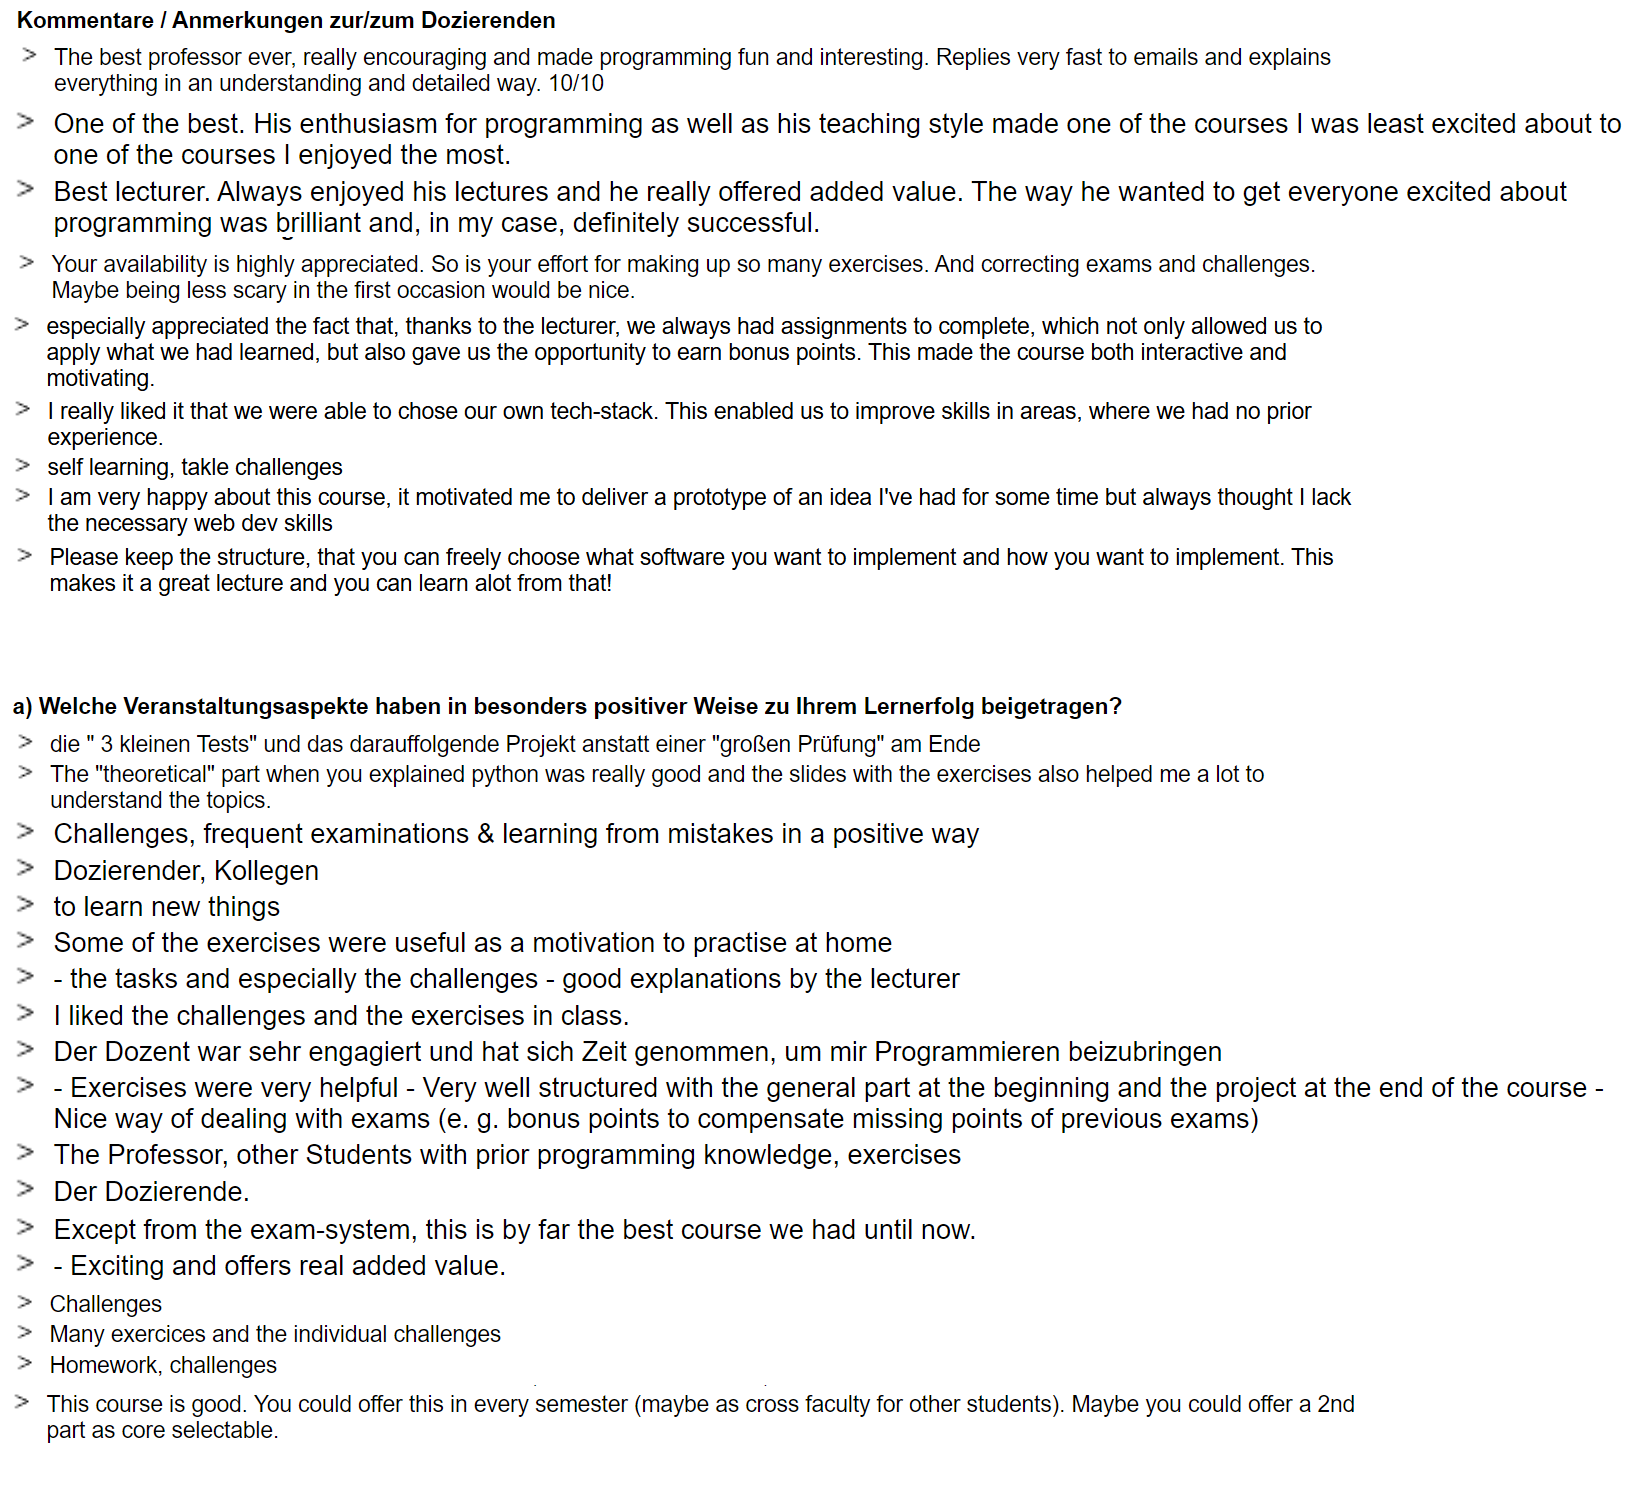 Kommentare / Anmerkungen zur/zum Dozierenden
> The best professor ever, really encouraging and made programming fun and interesting. Replies very fast to emails and explains
everything in an understanding and detailed way. 10/10
> One of the best. His enthusiasm for programming as well as his teaching style made one of the courses I was least excited about to
one of the courses I enjoyed the most.
> Best lecturer. Always enjoyed his lectures and he really offered added value. The way he wanted to get everyone excited about
programming was brilliant and, in my case, definitely successful.
> Your availability is highly appreciated. So is your effort for making up so many exercises. And correcting exams and challenges.
Maybe being less scary in the first occasion would be nice.
> especially appreciated the fact that, thanks to the lecturer, we always had assignments to complete, which not only allowed us to
apply what we had learned, but also gave us the opportunity to earn bonus points. This made the course both interactive and
motivating.
> I really liked it that we were able to chose our own tech-stack. This enabled us to improve skills in areas, where we had no prior
experience.
> self learning, takle challenges
> I am very happy about this course, it motivated me to deliver a prototype of an idea I've had for some time but always thought I lack
the necessary web dev skills
> Please keep the structure, that you can freely choose what software you want to implement and how you want to implement. This
makes it a great lecture and you can learn alot from that!
a) Welche Veranstaltungsaspekte haben in besonders positiver Weise zu Ihrem Lernerfolg beigetragen?
> die " 3 kleinen Tests" und das darauffolgende Projekt anstatt einer "großen Prüfung" am Ende
> The "theoretical" part when you explained python was really good and the slides with the exercises also helped me a lot to
understand the topics.
> Challenges, frequent examinations & learning from mistakes in a positive way
> Dozierender, Kollegen
> to learn new things
> Some of the exercises were useful as a motivation to practise at home
> - the tasks and especially the challenges - good explanations by the lecturer
> I liked the challenges and the exercises in class.
> Der Dozent war sehr engagiert und hat sich Zeit genommen, um mir Programmieren beizubringen
> - Exercises were very helpful - Very well structured with the general part at the beginning and the project at the end of the course -
Nice way of dealing with exams (e. g. bonus points to compensate missing points of previous exams)
> The Professor, other Students with prior programming knowledge, exercises
> Der Dozierende.
> Except from the exam-system, this is by far the best course we had until now.
> - Exciting and offers real added value.
> Challenges
> Many exercices and the individual challenges
> Homework, challenges
> This course is good. You could offer this in every semester (maybe as cross faculty for other students). Maybe you could offer a 2nd
part as core selectable.